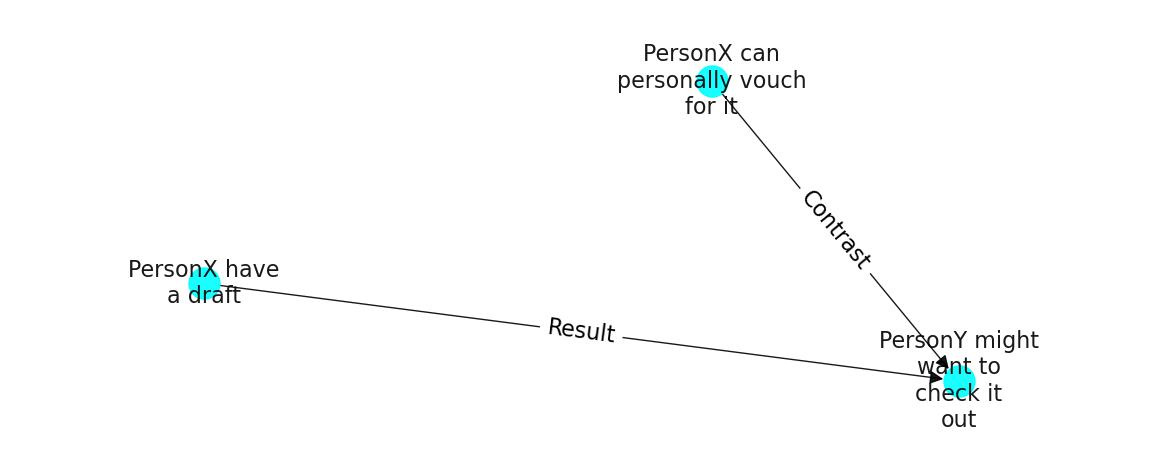 PersonX can
personally vouch
for it
Contrast
PersonX have
a draft
Result
PersonY might
want to
check it
out